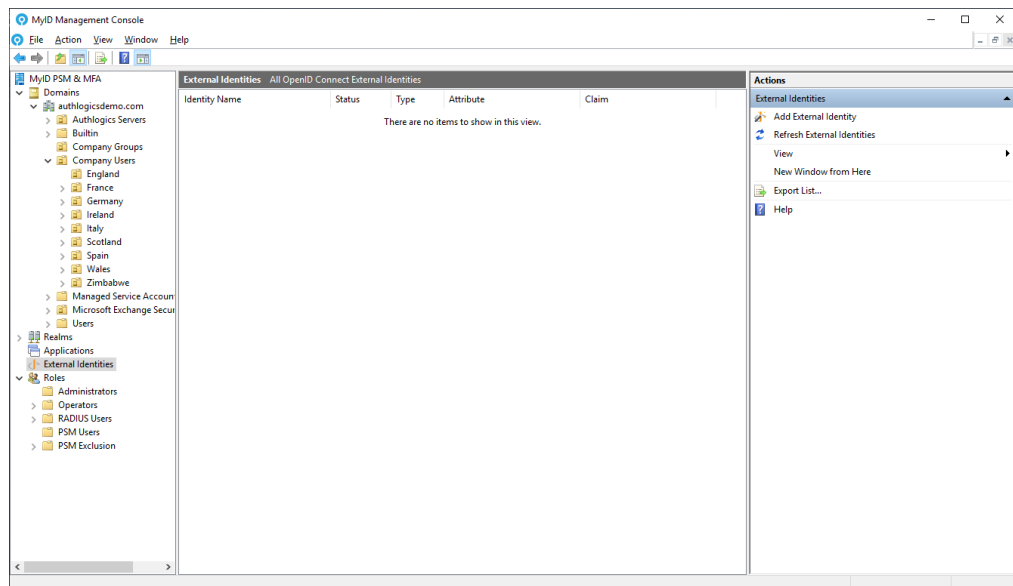 MyID Management Console
File Action View Window Help
MyID PSM & MFA
Domains
authlogicsdemo.com
Authlogics Servers
Builtin
Company Groups
Company Users
England
France
Germany
Ireland
Italy
Scotland
Spain
Wales
Zimbabwe
Managed Service Accoun
Microsoft Exchange Secur
Users
Realms
Applications
External Identities
Roles
Administrators
Operators
RADIUS Users
PSM Users
PSM Exclusion
External Identities All OpenID Connect External Identities
Identity Name Status Type Attribute Claim
There are no items to show in this view.
Actions
External Identities
Add External Identity
Refresh External Identities
View
New Window from Here
Export List...
Help